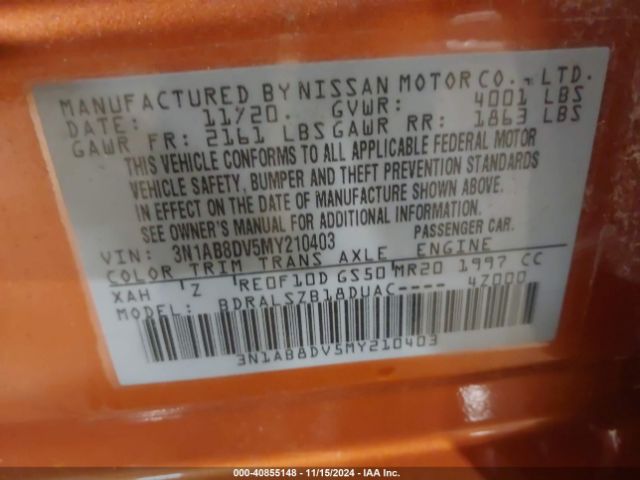 MANUFACTURED BY NISSAN MOTOR CO., LTD.
DATE: 11/20. GVWR: 4001 LBS
GAWR FR: 2161 LBS GAWR RR: 1863 LBS
THIS VEHICLE CONFORMS TO ALL APPLICABLE FEDERAL MOTOR
VEHICLE SAFETY, BUMPER AND THEFT PREVENTION STANDARDS
IN EFFECT ON THE DATE OF MANUFACTURE SHOWN ABOVE.
SEE OWNER'S MANUAL FOR ADDITIONAL INFORMATION.
VIN: 3N1AB8DV5MY210403 PASSENGER CAR.
COLOR TRIM TRANS AXLE ENGINE
XAH Z RE0F10D GS50 MR20 1997 CC
MODEL: BDRALSZB18DUAC---- 4Z000
3N1AB8DV5MY210403
000-40855148 - 11/15/2024 - IAA Inc.